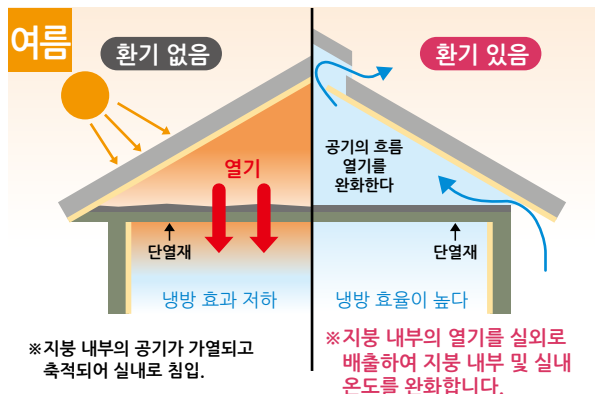 여름
환기 없음
환기 있음
공기의 흐름
열기를
완화한다
열기
단열재
단열재
냉방 효과 저하
냉방 효율이 높다
※지붕 내부의 공기가 가열되고
축적되어 실내로 침입.
※지붕 내부의 열기를 실외로
배출하여 지붕 내부 및 실내
온도를 완화합니다.